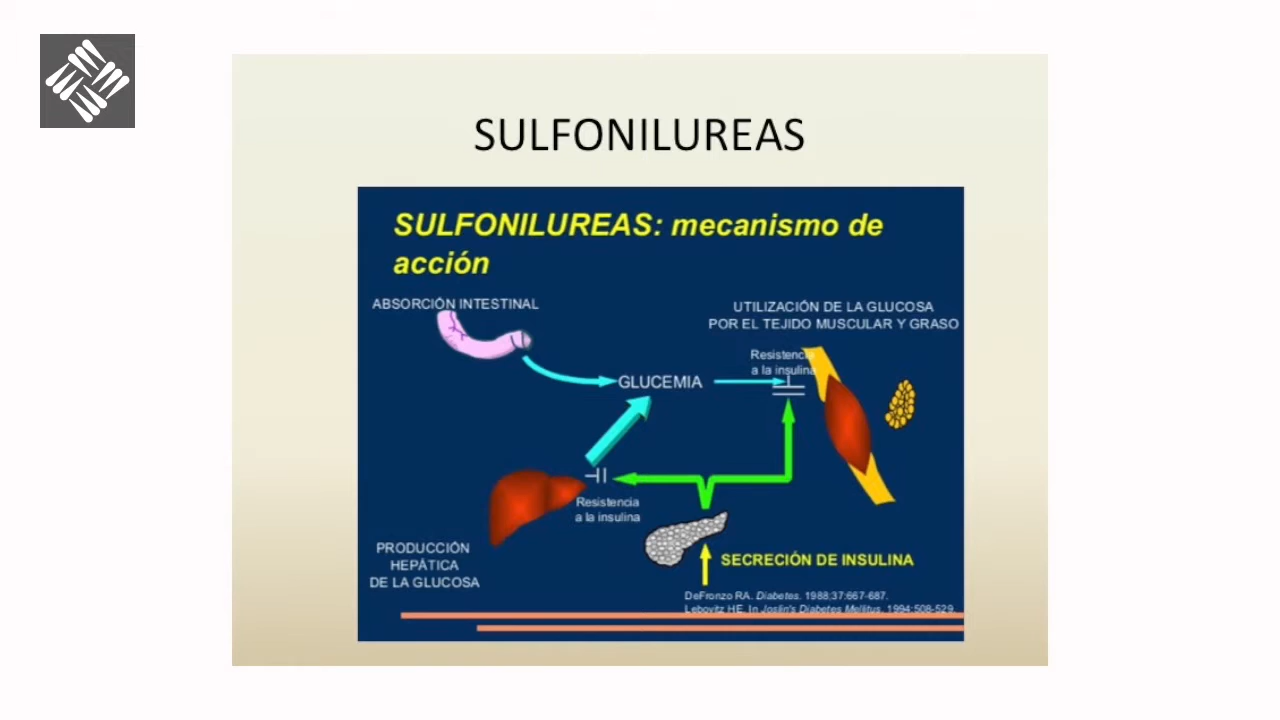 SULFONILUREAS
SULFONILUREAS: mecanismo de
acción
ABSORCIÓN INTESTINAL
UTILIZACIÓN DE LA GLUCOSA
POR EL TEJIDO MUSCULAR Y GRASO
Resistencia
a la insulina
GLUCEMIA
Resistencia
a la insulina
PRODUCCIÓN
HEPÁTICA
DE LA GLUCOSA
SECRECIÓN DE INSULINA
DeFronzo RA. Diabetes. 1988;37:667-687.
Lebovitz HE. In Joslin's Diabetes Mellitus. 1994:508-529.